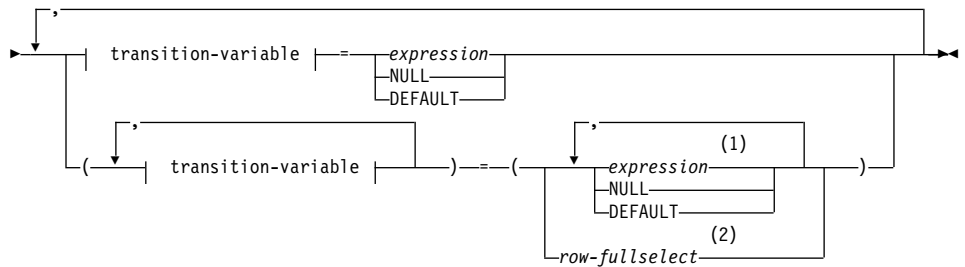 ,
transition-variable = expression
NULL
DEFAULT
, ,
(1)
( transition-variable ) = ( expression )
NULL
DEFAULT
(2)
row-fullselect